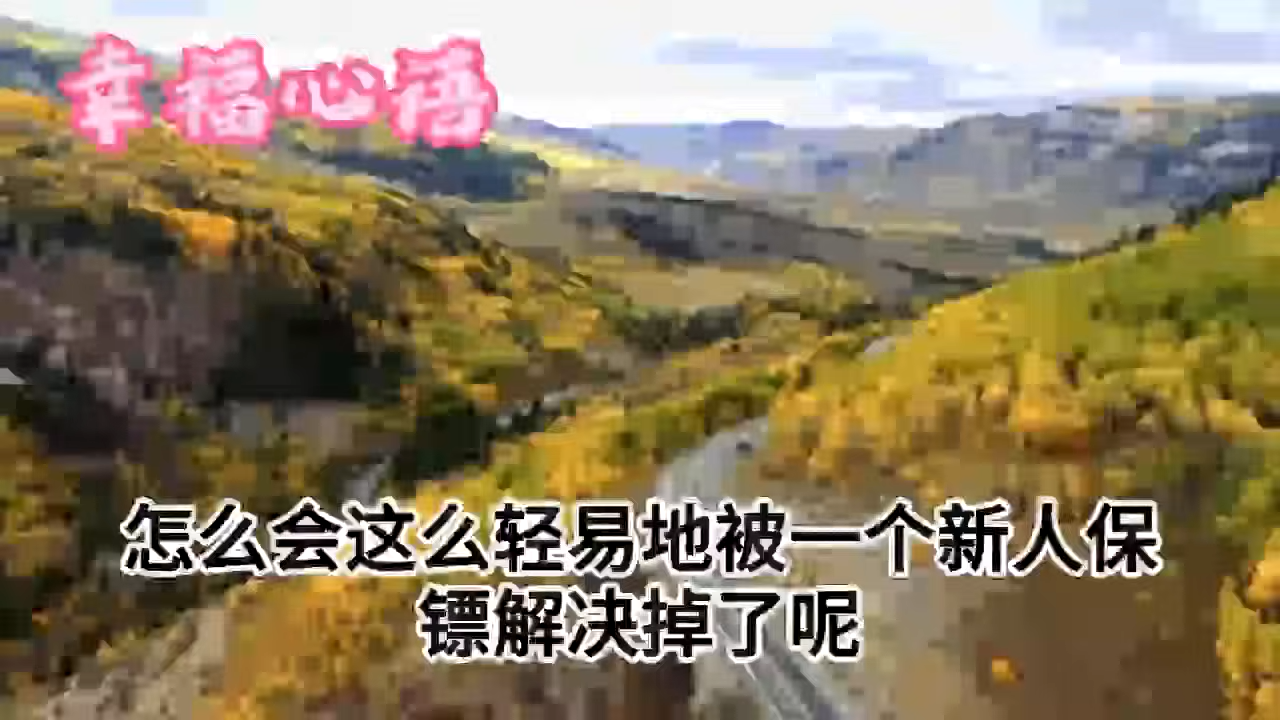 幸福心语
怎么会这么轻易地被一个新人保
镖解决掉了呢